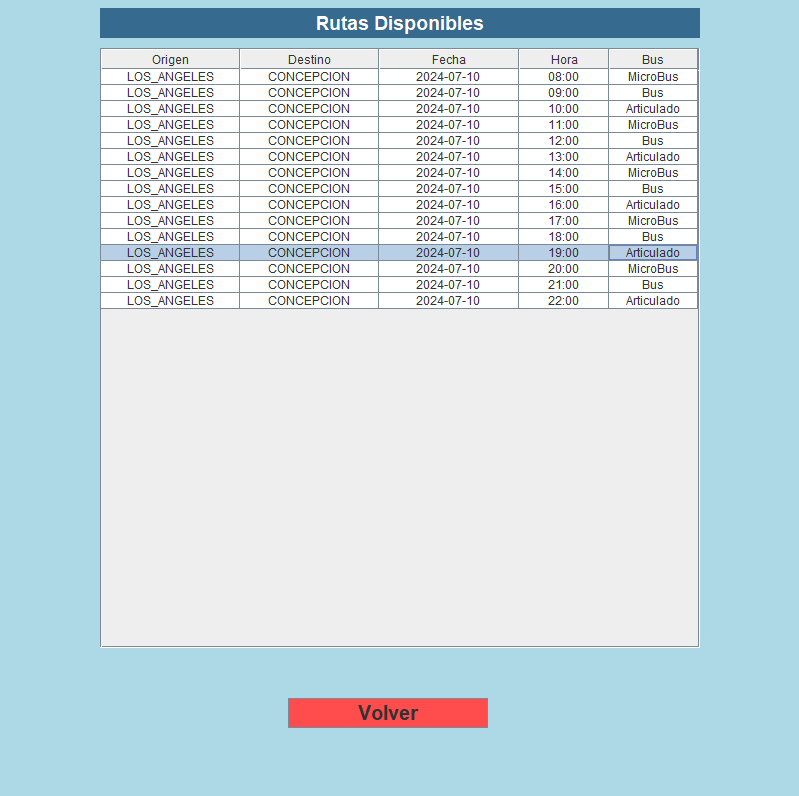 Rutas Disponibles
Origen Destino Fecha Hora Bus
LOS_ANGELES CONCEPCION 2024-07-10 08:00 MicroBus
LOS_ANGELES CONCEPCION 2024-07-10 09:00 Bus
LOS_ANGELES CONCEPCION 2024-07-10 10:00 Articulado
LOS_ANGELES CONCEPCION 2024-07-10 11:00 MicroBus
LOS_ANGELES CONCEPCION 2024-07-10 12:00 Bus
LOS_ANGELES CONCEPCION 2024-07-10 13:00 Articulado
LOS_ANGELES CONCEPCION 2024-07-10 14:00 MicroBus
LOS_ANGELES CONCEPCION 2024-07-10 15:00 Bus
LOS_ANGELES CONCEPCION 2024-07-10 16:00 Articulado
LOS_ANGELES CONCEPCION 2024-07-10 17:00 MicroBus
LOS_ANGELES CONCEPCION 2024-07-10 18:00 Bus
LOS_ANGELES CONCEPCION 2024-07-10 19:00 Articulado
LOS_ANGELES CONCEPCION 2024-07-10 20:00 MicroBus
LOS_ANGELES CONCEPCION 2024-07-10 21:00 Bus
LOS_ANGELES CONCEPCION 2024-07-10 22:00 Articulado
Volver